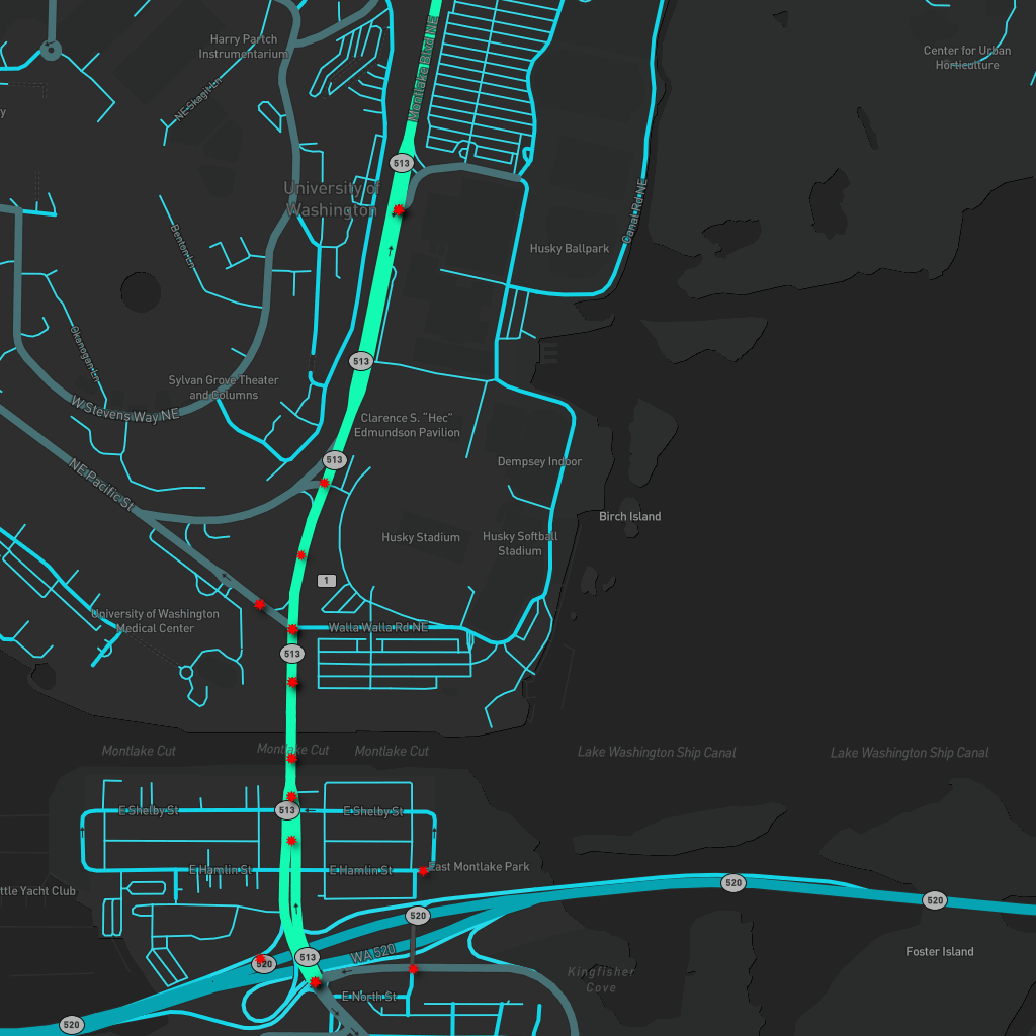 Harry Partch
Instrumentarium
Montlake Blvd NE
Center for Urban
Horticulture
NE Skagit Ln
513
University of
Washington
Canal Rd NE
Benton Ln
Husky Ballpark
Okanogan Ln
513
Sylvan Grove Theater
and Columns
W Stevens Way NE
Clarence S. "Hec"
Edmundson Pavilion
513
Dempsey Indoor
NE Pacific St
Birch Island
Husky Stadium
Husky Softball
Stadium
1
University of Washington
Medical Center
Walla Walla Rd NE
513
Montlake Cut
Montlake Cut
Montlake Cut
Lake Washington Ship Canal
Lake Washington Ship Canal
E Shelby St
513
E Shelby St
E Hamlin St
E Hamlin St
East Montlake Park
ttle Yacht Club
520
520
520
WA 520
513
520
Foster Island
Kingfisher
Cove
E North St
520